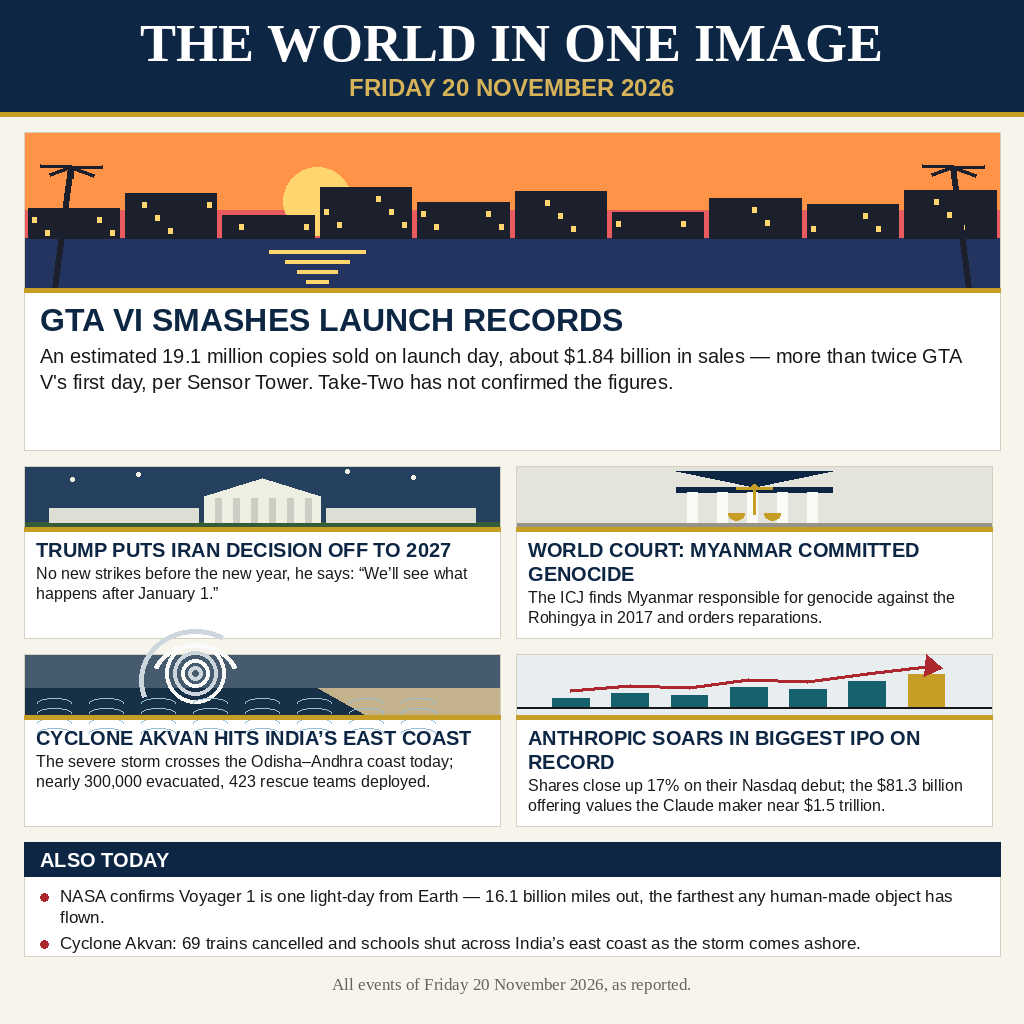 THE WORLD IN ONE IMAGE
FRIDAY 20 NOVEMBER 2026
GTA VI SMASHES LAUNCH RECORDS
An estimated 19.1 million copies sold on launch day, about $1.84 billion in sales — more than twice GTA
V's first day, per Sensor Tower. Take-Two has not confirmed the figures.
TRUMP PUTS IRAN DECISION OFF TO 2027
No new strikes before the new year, he says: “We’ll see what
happens after January 1.”
WORLD COURT: MYANMAR COMMITTED
GENOCIDE
The ICJ finds Myanmar responsible for genocide against the
Rohingya in 2017 and orders reparations.
CYCLONE AKVAN HITS INDIA’S EAST COAST
The severe storm crosses the Odisha–Andhra coast today;
nearly 300,000 evacuated, 423 rescue teams deployed.
ANTHROPIC SOARS IN BIGGEST IPO ON
RECORD
Shares close up 17% on their Nasdaq debut; the $81.3 billion
offering values the Claude maker near $1.5 trillion.
ALSO TODAY
NASA confirms Voyager 1 is one light-day from Earth — 16.1 billion miles out, the farthest any human-made object has
flown.
Cyclone Akvan: 69 trains cancelled and schools shut across India’s east coast as the storm comes ashore.
All events of Friday 20 November 2026, as reported.